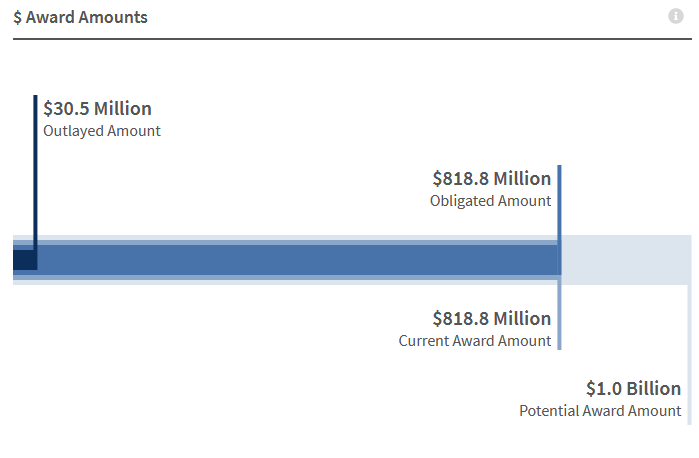 $ Award Amounts
$30.5 Million
Outlayed Amount
$818.8 Million
Obligated Amount
$818.8 Million
Current Award Amount
$1.0 Billion
Potential Award Amount